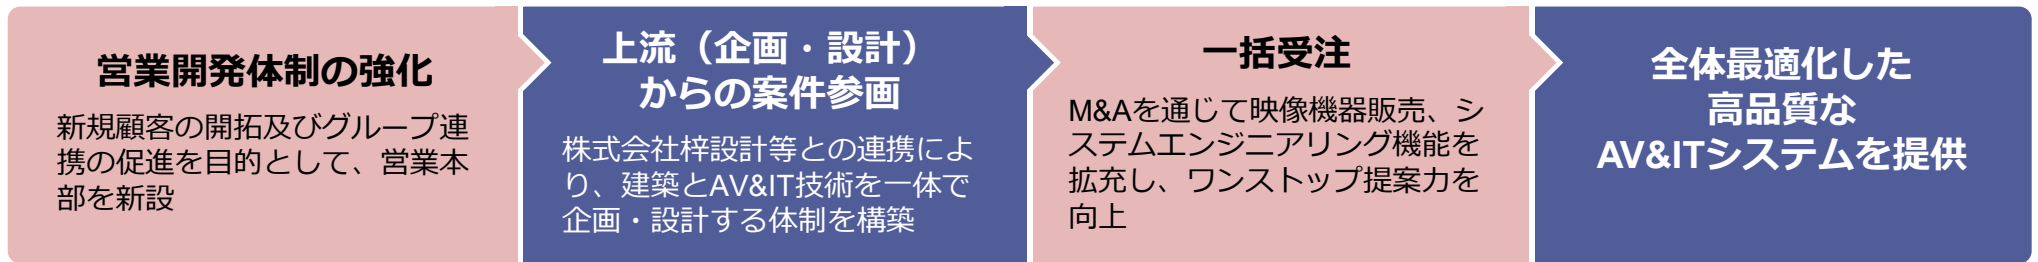 営業開発体制の強化
新規顧客の開拓及びグループ連
携の促進を目的として、営業本
部を新設
上流（企画・設計）
からの案件参画
株式会社梓設計等との連携によ
り、建築とAV&IT技術を一体で
企画・設計する体制を構築
一括受注
M&Aを通じて映像機器販売、シ
ステムエンジニアリング機能を
拡充し、ワンストップ提案力を
向上
全体最適化した
高品質な
AV&ITシステムを提供